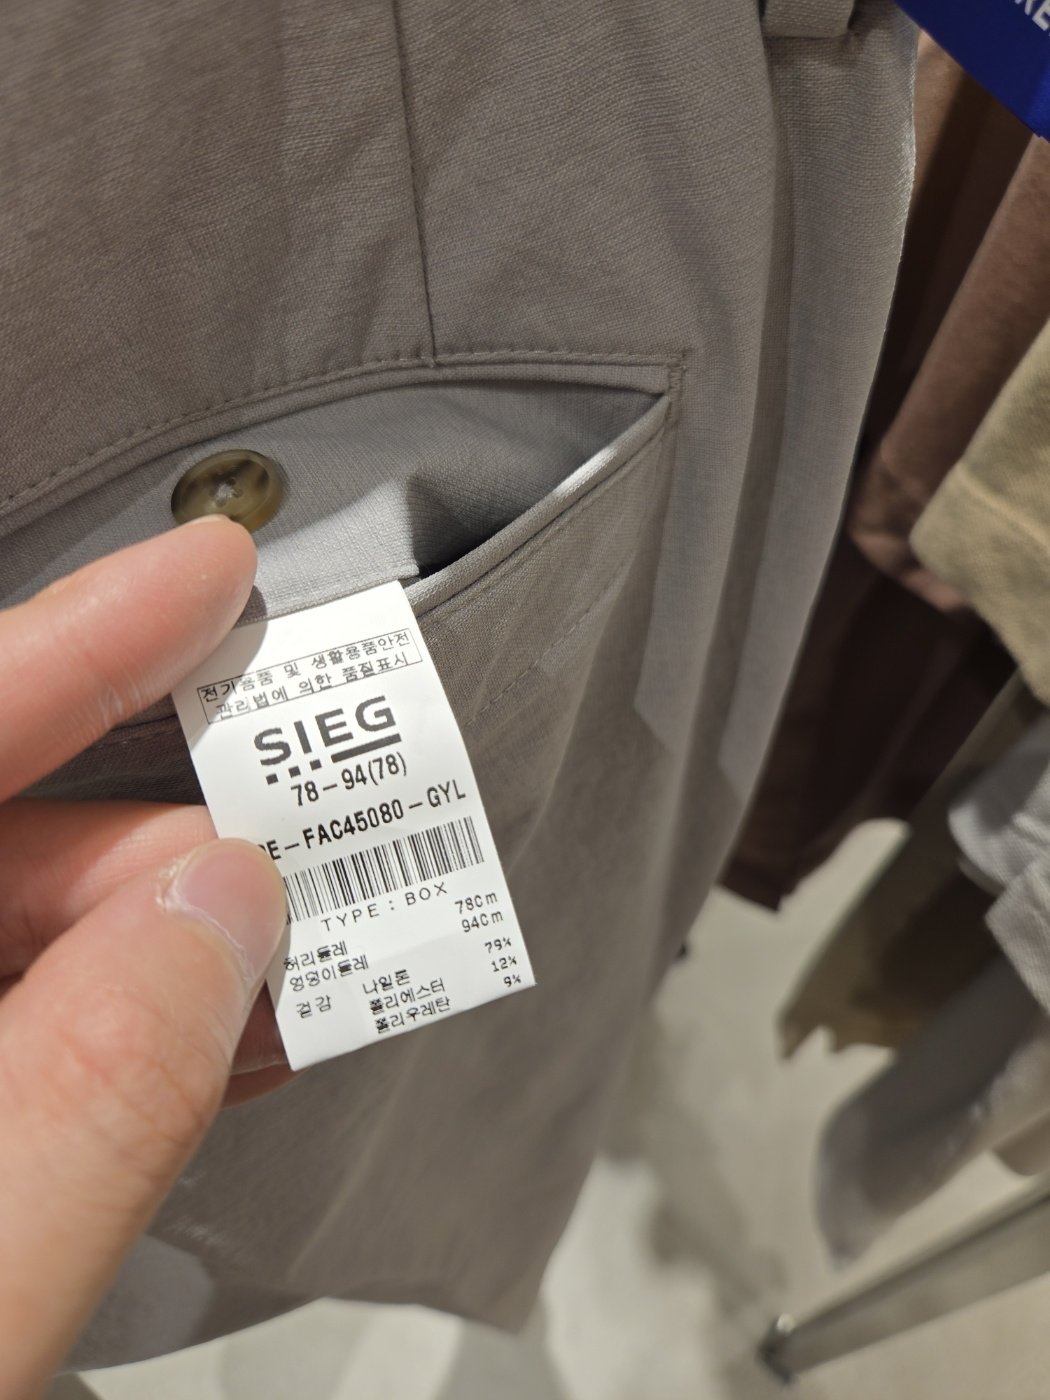 전기용품 및 생활용품안전
관리법에 의한 품질표시
SIEG
78-94(78)
E-FAC45080-GYL
TYPE : BOX
허리둘레 78Cm
엉덩이둘레 94Cm
겉감 나일론 79%
폴리에스터 12%
폴리우레탄 9%